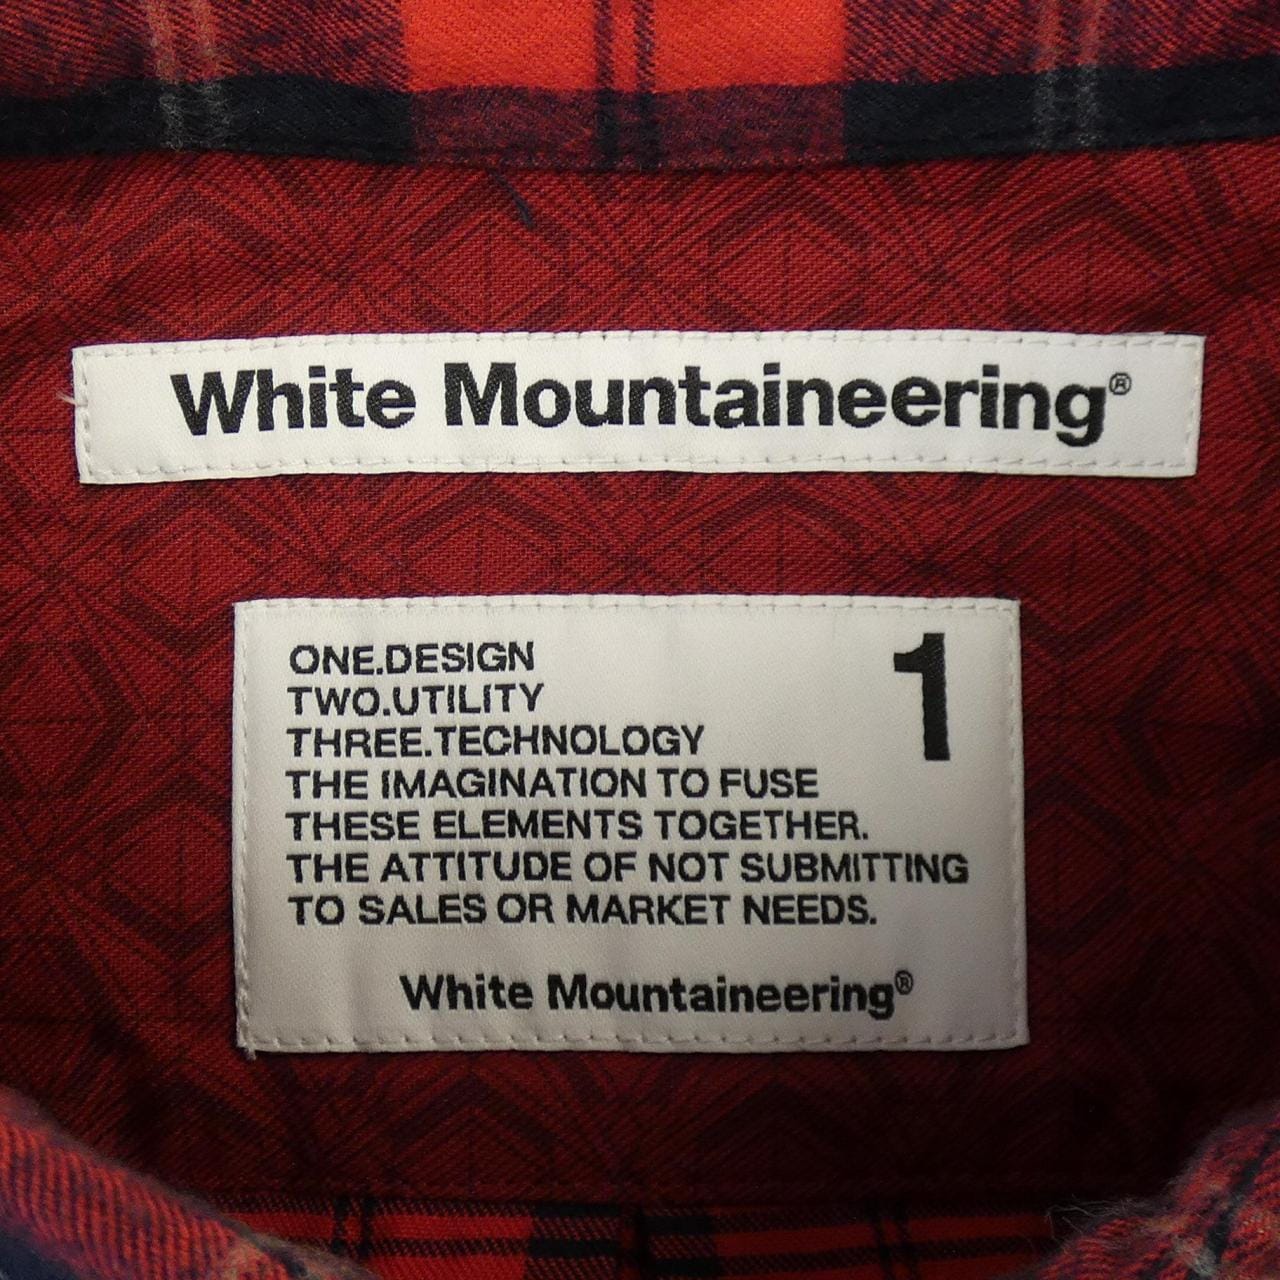 White Mountaineering®
1
ONE.DESIGN
TWO.UTILITY
THREE.TECHNOLOGY
THE IMAGINATION TO FUSE
THESE ELEMENTS TOGETHER.
THE ATTITUDE OF NOT SUBMITTING
TO SALES OR MARKET NEEDS.
White Mountaineering®